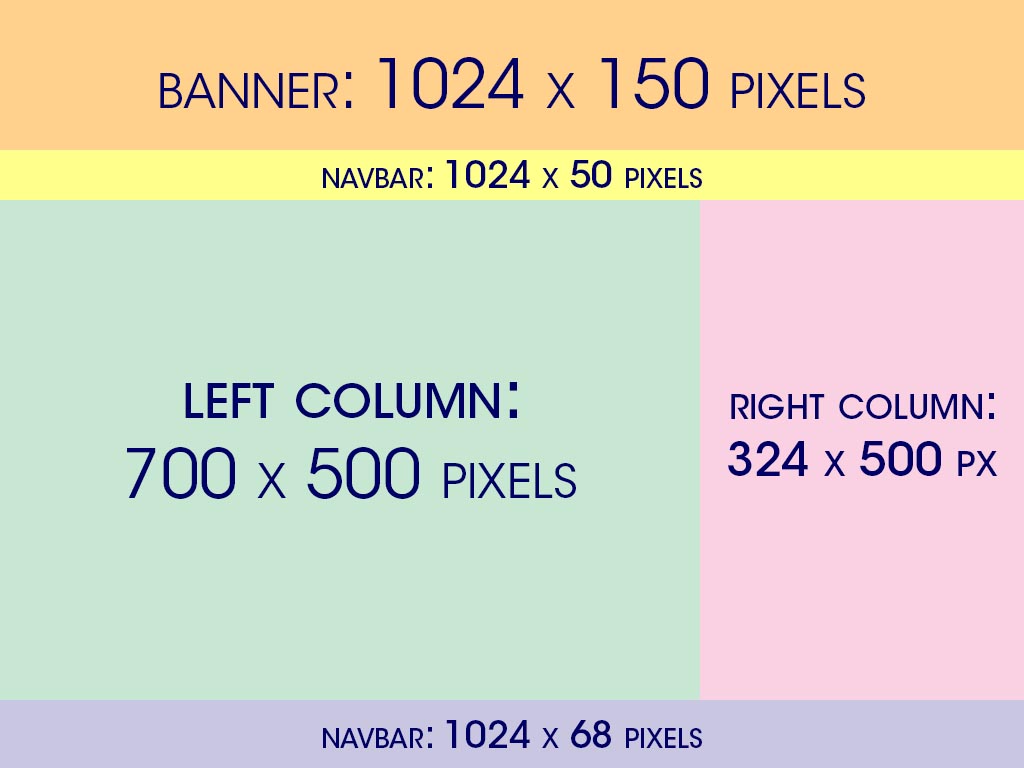 BANNER: 1024 X 150 PIXELS
NAVBAR: 1024 X 50 PIXELS
LEFT COLUMN:
700 X 500 PIXELS
RIGHT COLUMN:
324 X 500 PX
NAVBAR: 1024 X 68 PIXELS